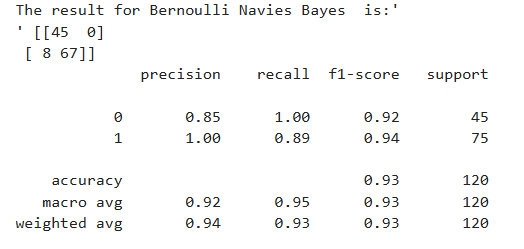 The result for Bernoulli Navies Bayes  is:'
' [[45  0]
 [ 8 67]]
              precision    recall  f1-score   support

           0       0.85      1.00      0.92        45
           1       1.00      0.89      0.94        75

    accuracy                           0.93       120
   macro avg       0.92      0.95      0.93       120
weighted avg       0.94      0.93      0.93       120